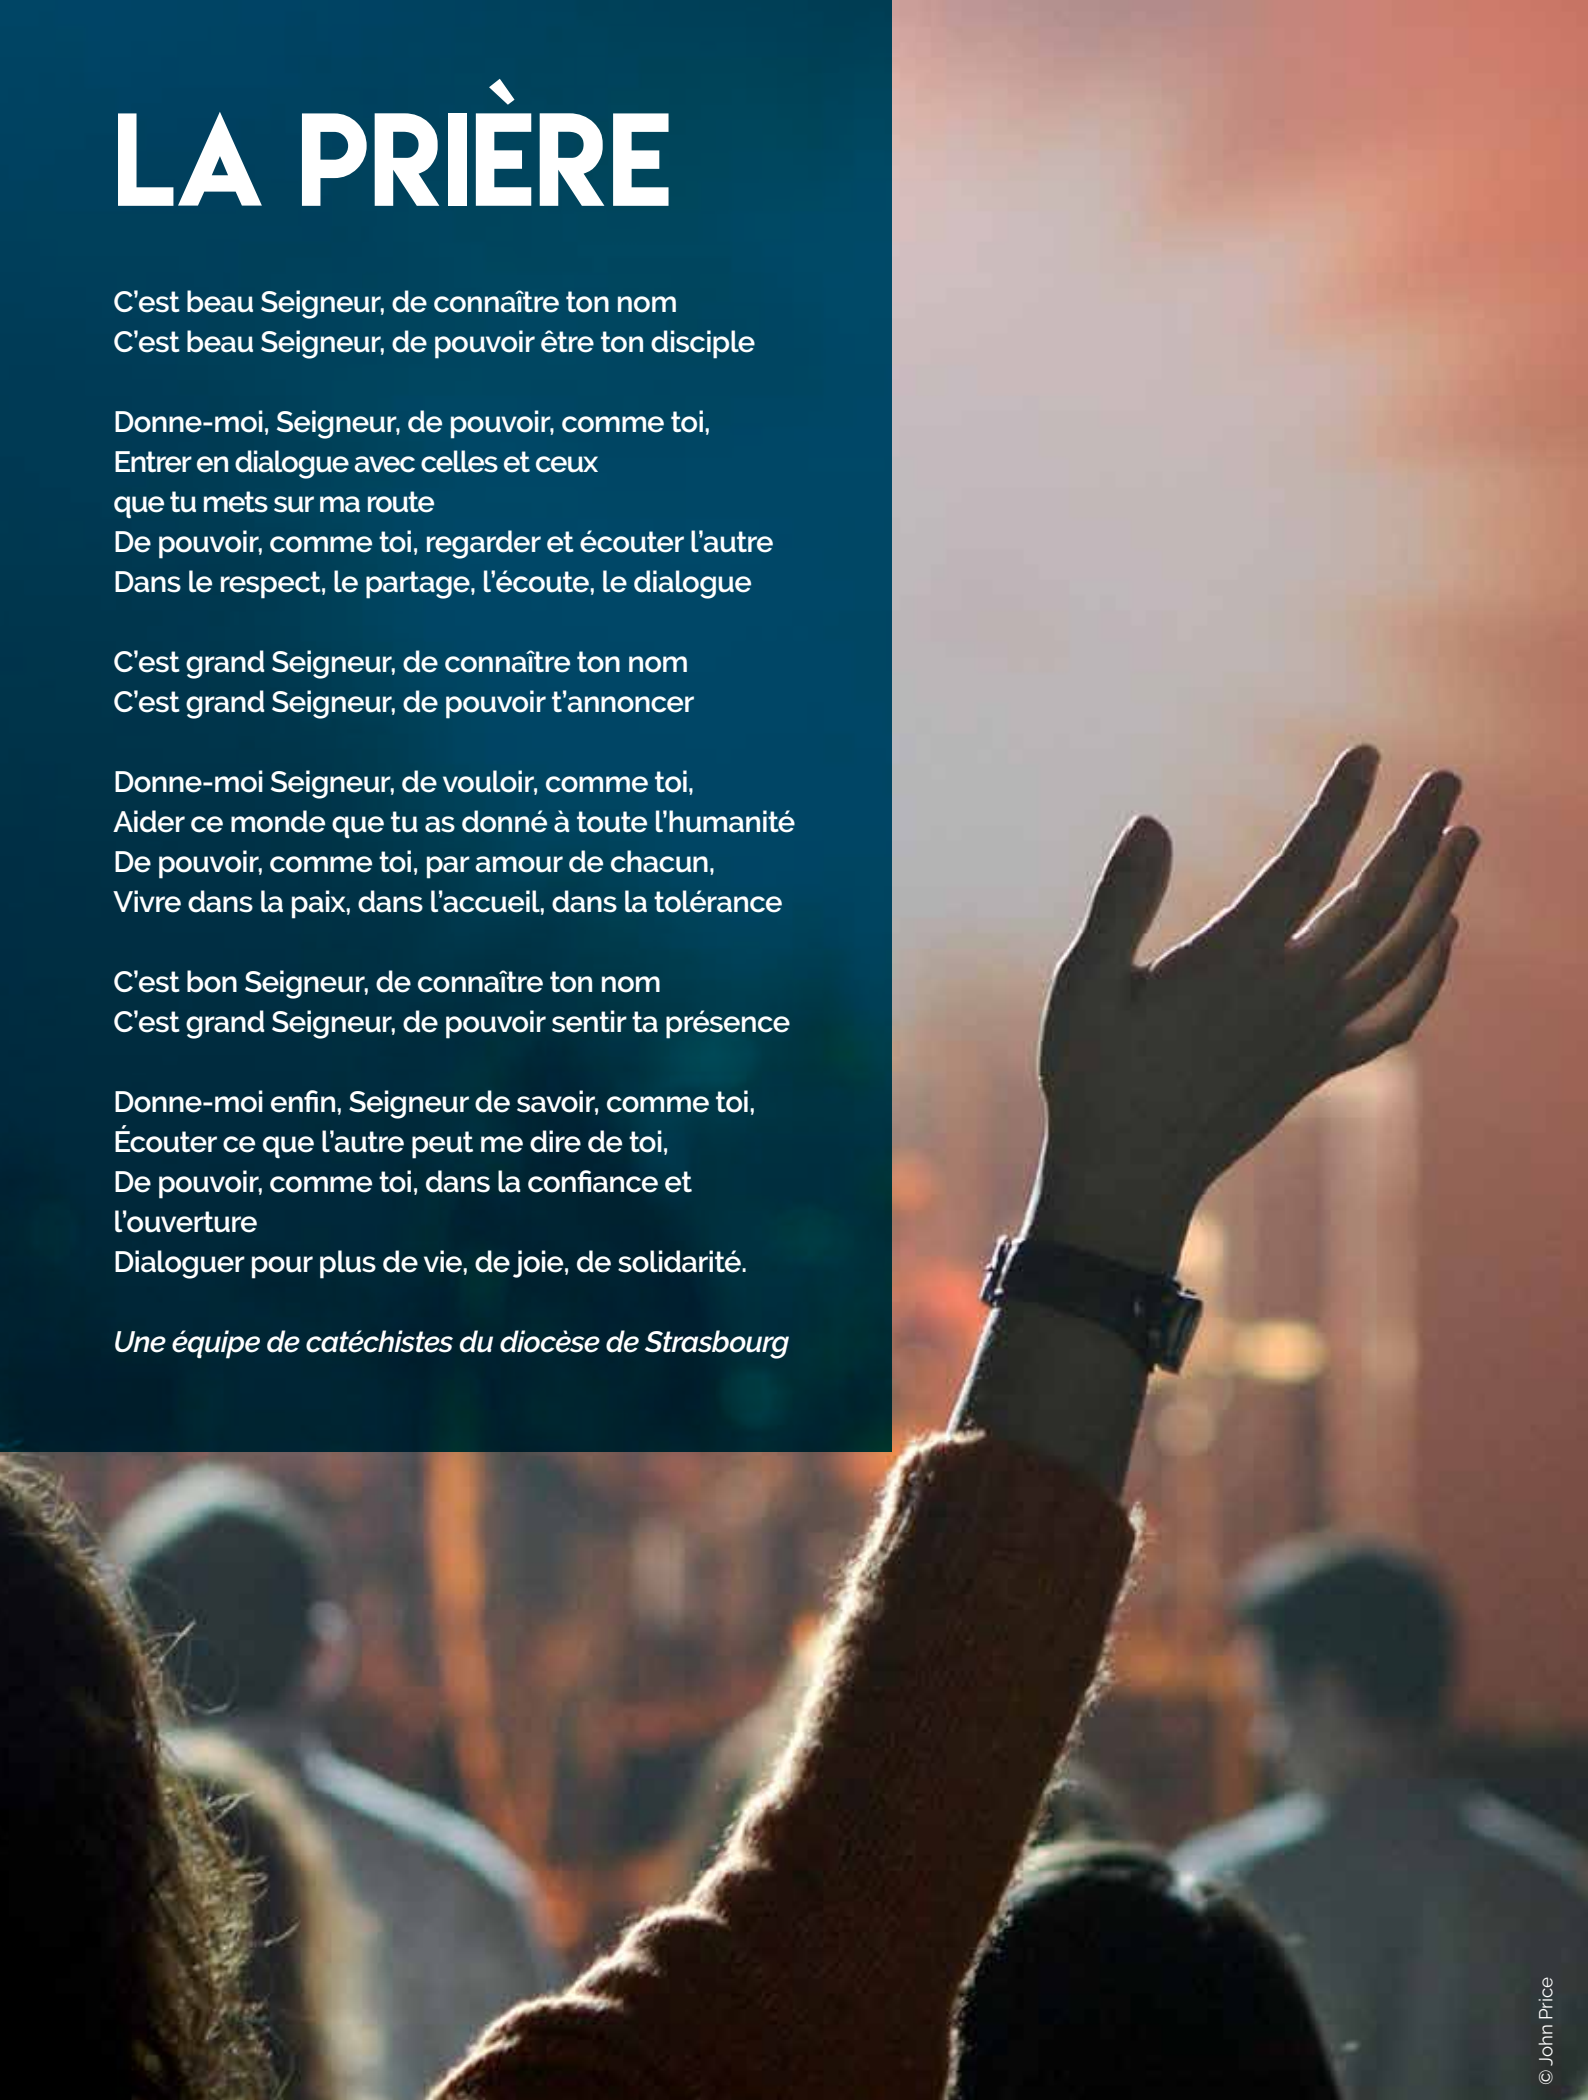 LA PRIÈRE
C'est beau Seigneur, de connaître ton nom
C'est beau Seigneur, de pouvoir être ton disciple
Donne-moi, Seigneur, de pouvoir, comme toi,
Entrer en dialogue avec celles et ceux
que tu mets sur ma route
De pouvoir, comme toi, regarder et écouter l'autre
Dans le respect, le partage, l'écoute, le dialogue
C'est grand Seigneur, de connaître ton nom
C'est grand Seigneur, de pouvoir t'annoncer
Donne-moi Seigneur, de vouloir, comme toi,
Aider ce monde que tu as donné à toute l'humanité
De pouvoir, comme toi, par amour de chacun,
Vivre dans la paix, dans l'accueil, dans la tolérance
C'est bon Seigneur, de connaître ton nom
C'est grand Seigneur, de pouvoir sentir ta présence
Donne-moi enfin, Seigneur de savoir, comme toi,
Écouter ce que l'autre peut me dire de toi,
De pouvoir, comme toi, dans la confiance et
l'ouverture
Dialoguer pour plus de vie, de joie, de solidarité.
Une équipe de catéchistes du diocèse de Strasbourg
© John Price